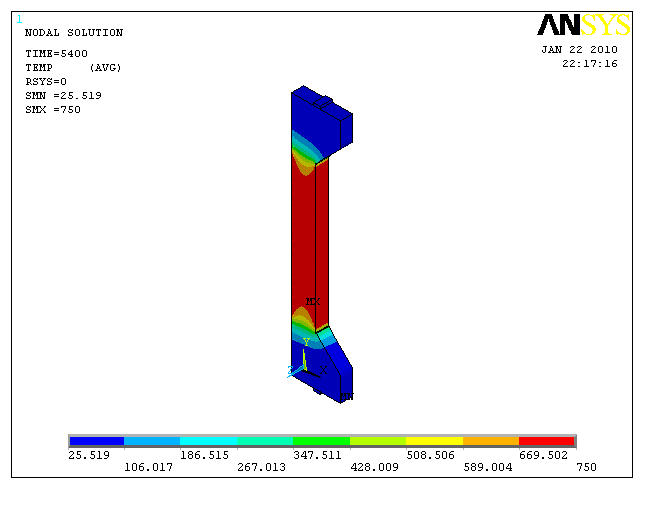 1
NODAL SOLUTION
TIME=5400
TEMP (AVG)
RSYS=0
SMN =25.519
SMX =750
ANSYS
JAN 22 2010
22:17:16
MX
Y
Z
25.519 186.515 347.511 508.506 669.502
106.017 267.013 428.009 589.004 750